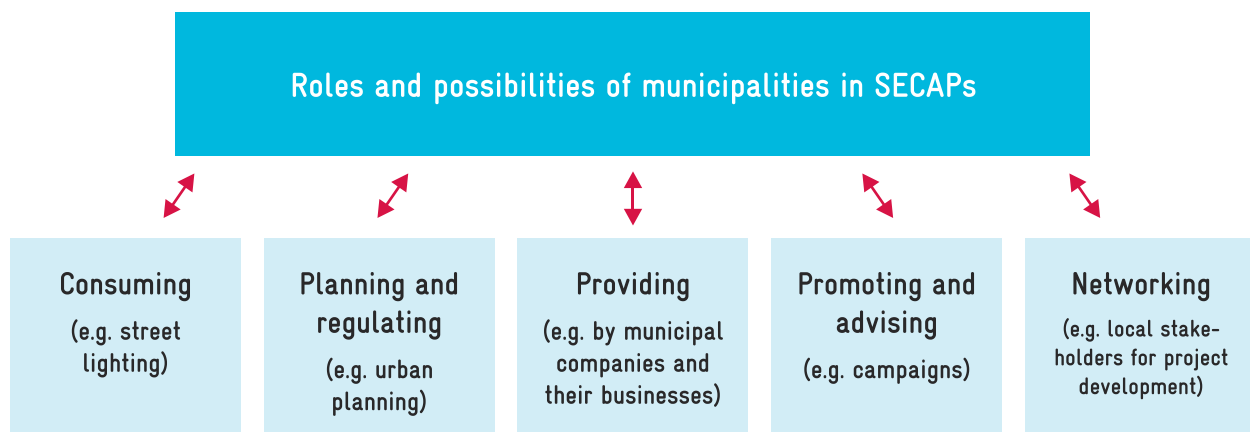 Roles and possibilities of municipalities in SECAPs
Consuming
(e.g. street
lighting)
Planning and
regulating
(e.g. urban
planning)
Providing
(e.g. by municipal
companies and
their businesses)
Promoting and
advising
(e.g. campaigns)
Networking
(e.g. local stake-
holders for project
development)